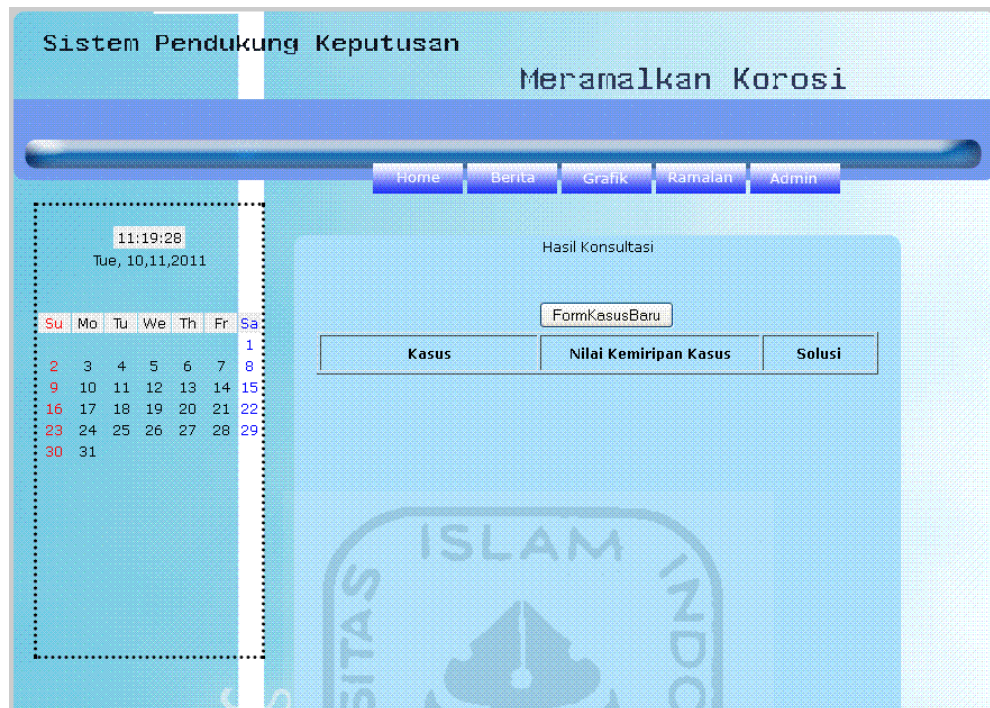 Sistem Pendukung Keputusan
Meramalkan Korosi
Home Berita Grafik Ramalan Admin
11:19:28
Tue, 10,11,2011
Su Mo Tu We Th Fr Sa
1
2 3 4 5 6 7 8
9 10 11 12 13 14 15
16 17 18 19 20 21 22
23 24 25 26 27 28 29
30 31
Hasil Konsultasi
FormKasusBaru
Kasus Nilai Kemiripan Kasus Solusi
SITAS ISLAM INDO
S